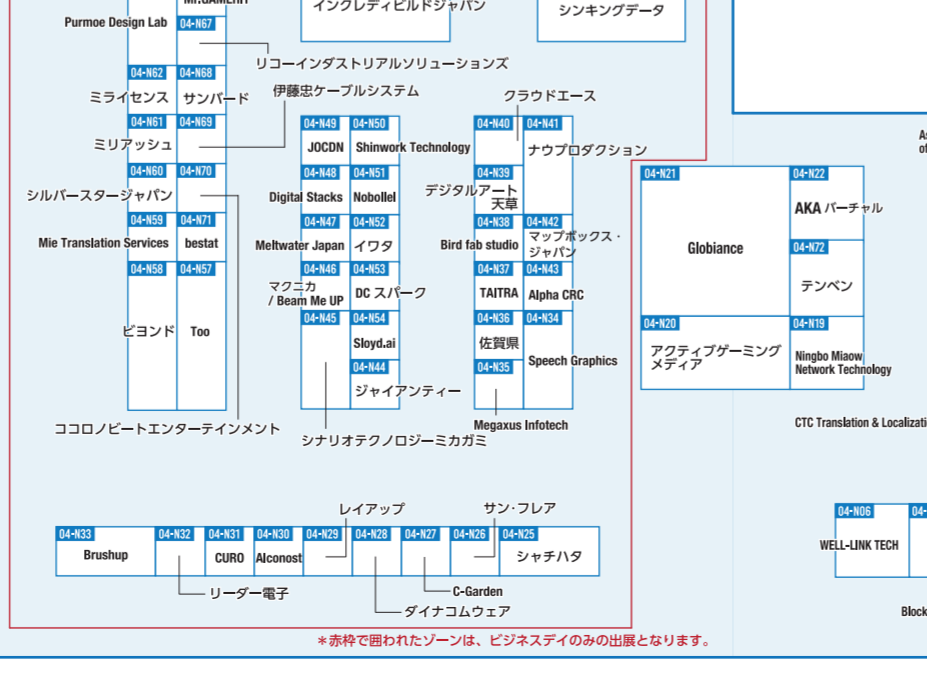 インクレディビルドジャパン
シンキングデータ
Purmoe Design Lab
04-N67
リコーインダストリアルソリューションズ
04-N62
04-N68
ミライセンス
サンバード
伊藤忠ケーブルシステム
04-N61
04-N69
ミリアッシュ
04-N60
04-N70
シルバースタージャパン
04-N59
04-N71
Mie Translation Services
bestat
04-N58
04-N57
ビヨンド
Too
ココロノビートエンターテインメント
04-N49
04-N50
JOCDN
Shinwork Technology
04-N48
04-N51
Digital Stacks
Nobollel
04-N47
04-N52
Meltwater Japan
イワタ
04-N46
04-N53
マクニカ
/ Beam Me UP
DC スパーク
04-N45
04-N54
Sloyd.ai
04-N44
ジャイアンティー
シナリオテクノロジーミカガミ
クラウドエース
04-N40
04-N41
ナウプロダクション
04-N39
デジタルアート
天草
04-N38
04-N42
Bird fab studio
マップボックス・
ジャパン
04-N37
04-N43
TAITRA
Alpha CRC
04-N36
04-N34
佐賀県
Speech Graphics
04-N35
Megaxus Infotech
04-N21
04-N22
Globiance
AKA バーチャル
04-N72
テンベン
04-N20
04-N19
アクティブゲーミング
メディア
Ningbo Miaow
Network Technology
CTC Translation &
04-N06
WELL-LINK TECH
レイアップ
サン・フレア
04-N33
04-N32
04-N31
04-N30
04-N29
04-N28
04-N27
04-N26
04-N25
Brushup
CURO
Alconost
シャチハタ
リーダー電子
C-Garden
ダイナコムウェア
＊赤枠で囲われたゾーンは、ビジネスデイのみの出展となります。